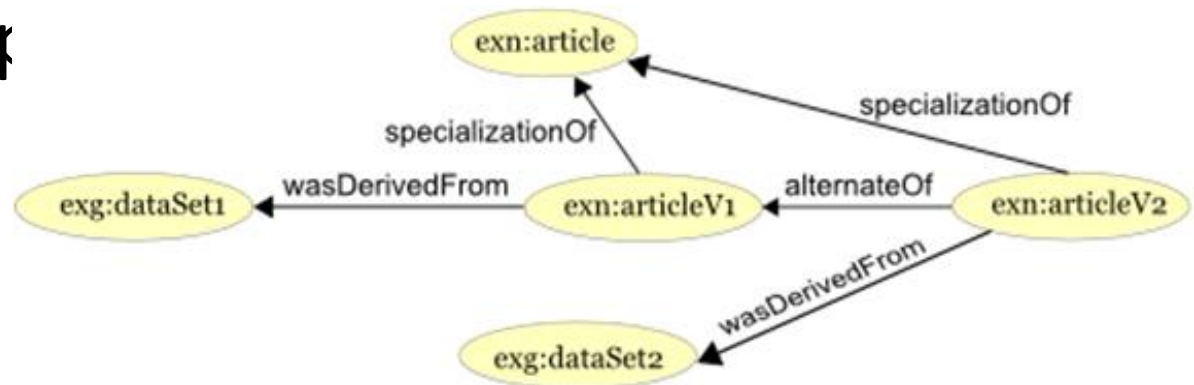 exn:article
specializationOf
specializationOf
exg:dataSet1
wasDerivedFrom
exn:articleV1
alternateOf
exn:articleV2
wasDerivedFrom
exg:dataSet2